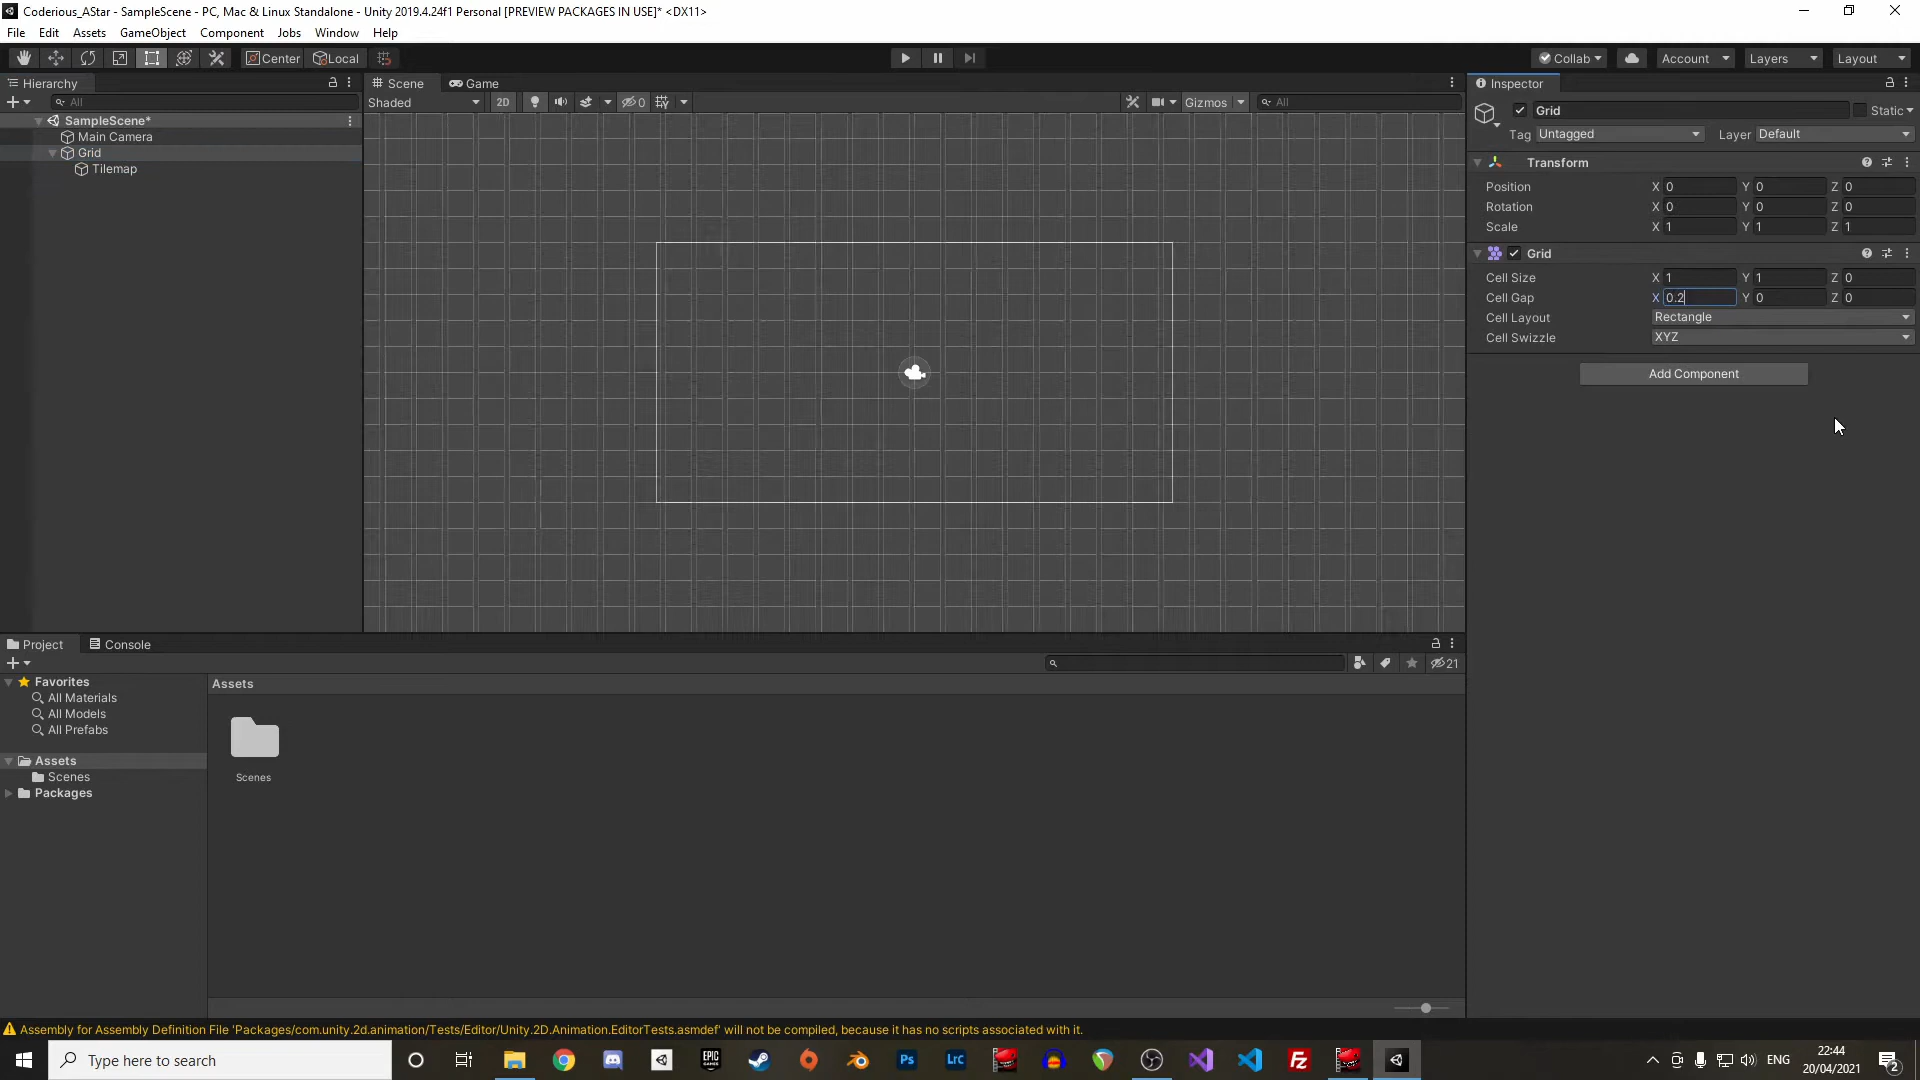 Coderious_AStar - SampleScene - PC, Mac & Linux Standalone - Unity 2019.4.24f1 Personal [PREVIEW PACKAGES IN USE]* <DX11>
File Edit Assets GameObject Component Jobs Window Help
Center Local Collab Account Layers Layout
Hierarchy
All
SampleScene*
Main Camera
Grid
Tilemap
Scene Game
Shaded 2D 0 Gizmos All
Inspector
Grid Static
Tag Untagged Layer Default
Transform
Position X 0 Y 0 Z 0
Rotation X 0 Y 0 Z 0
Scale X 1 Y 1 Z 1
Grid
Cell Size X 1 Y 1 Z 0
Cell Gap X 0.2 Y 0 Z 0
Cell Layout Rectangle
Cell Swizzle XYZ
Add Component
Project Console
21
Favorites
All Materials
All Models
All Prefabs
Assets
Scenes
Packages
Assets
Scenes
Assembly for Assembly Definition File 'Packages/com.unity.2d.animation/Tests/Editor/Unity.2D.Animation.EditorTests.asmdef' will not be compiled, because it has no scripts associated with it.
Type here to search
EPIC GAMES
Ps
Lrc
Fz
ENG
22:44
20/04/2021
2